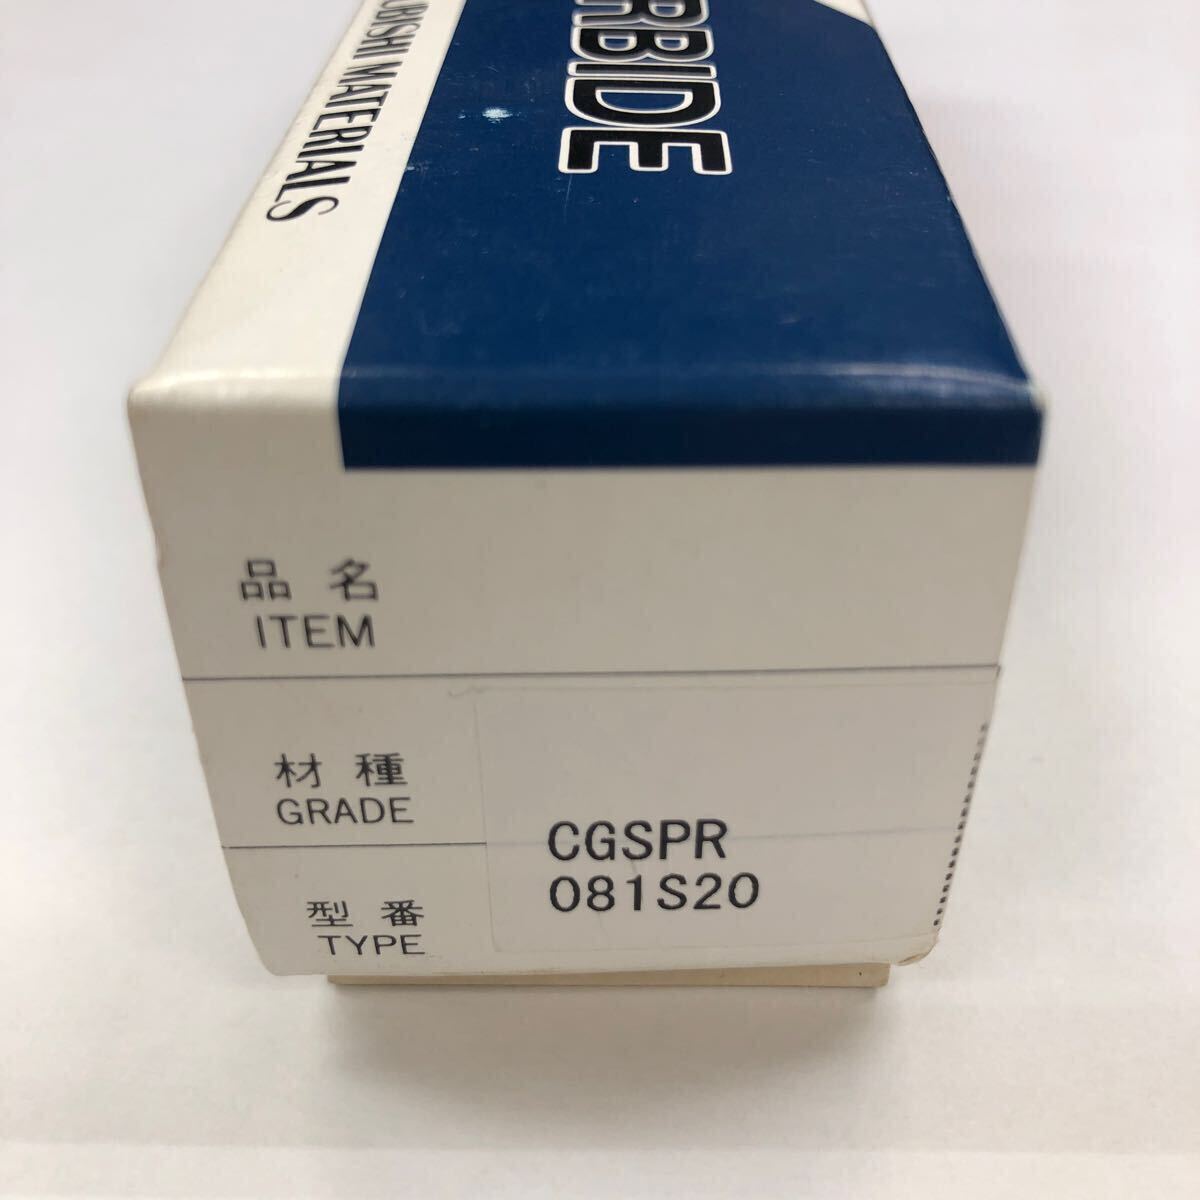 UBISHI MATERIALS
RBIDE
品名
ITEM
材種
GRADE
CGSPR
081S20
型番
TYPE